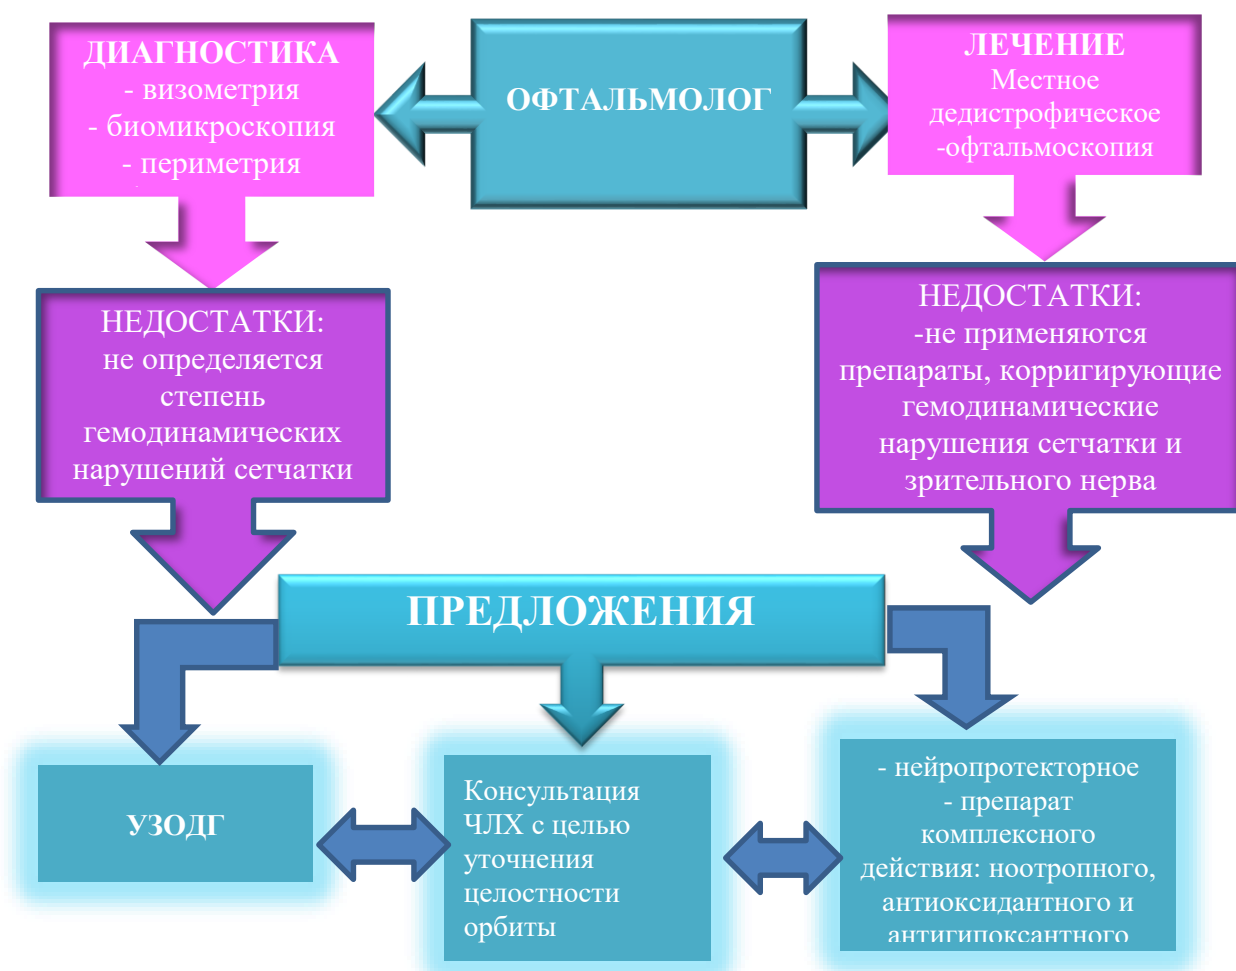 ДИАГНОСТИКА
- визометрия
- биомикроскопия
- периметрия
ОФТАЛЬМОЛОГ
ЛЕЧЕНИЕ
Местное
дедистрофическое
-офтальмоскопия
НЕДОСТАТКИ:
не определяется
степень
гемодинамических
нарушений сетчатки
НЕДОСТАТКИ:
-не применяются
препараты, корригирующие
гемодинамические
нарушения сетчатки и
зрительного нерва
ПРЕДЛОЖЕНИЯ
УЗОДГ
Консультация
ЧЛХ с целью
уточнения
целостности
орбиты
- нейропротекторное
- препарат
комплексного
действия: ноотропного,
антиоксидантного и
антигипоксантного